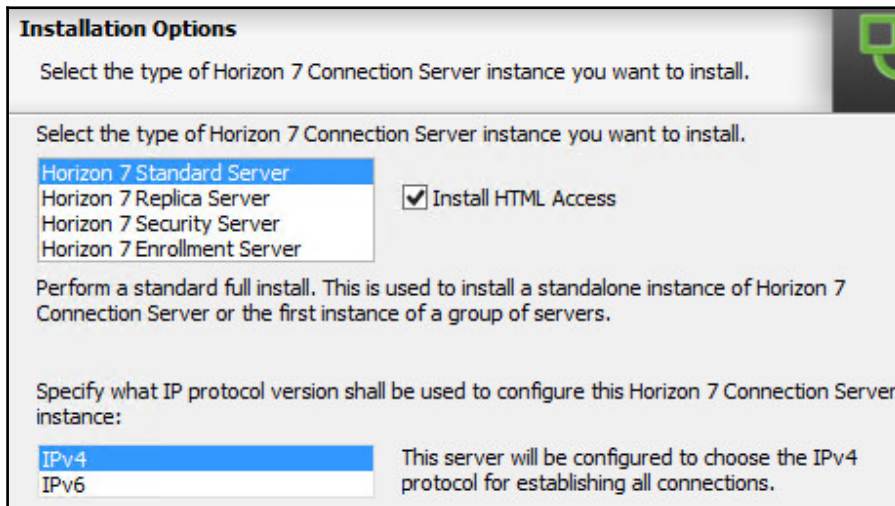 Installation Options
Select the type of Horizon 7 Connection Server instance you want to install.
Select the type of Horizon 7 Connection Server instance you want to install.
Horizon 7 Standard Server
Horizon 7 Replica Server
Horizon 7 Security Server
Horizon 7 Enrollment Server
Install HTML Access
Perform a standard full install. This is used to install a standalone instance of Horizon 7
Connection Server or the first instance of a group of servers.
Specify what IP protocol version shall be used to configure this Horizon 7 Connection Server
instance:
IPv4
IPv6
This server will be configured to choose the IPv4
protocol for establishing all connections.